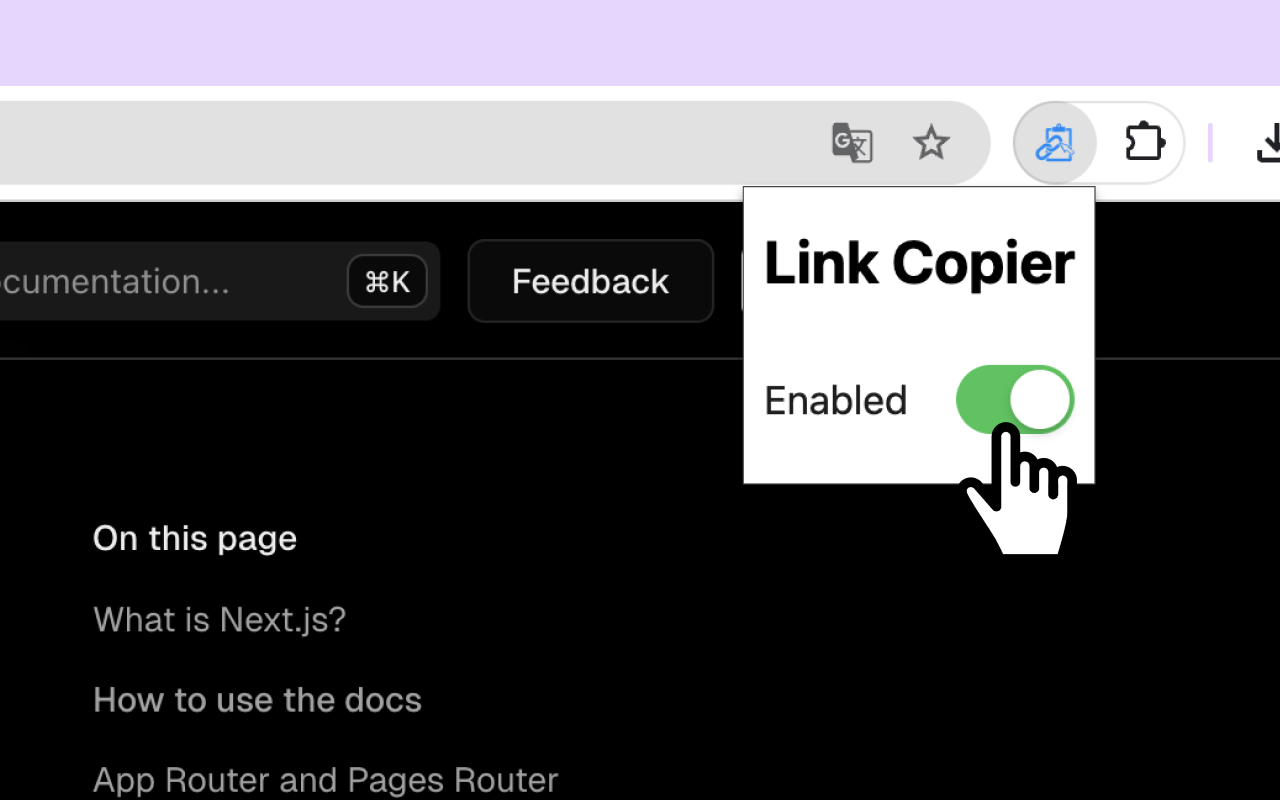 Link Copier
ocumentation...
⌘K
Feedback
Enabled
On this page
What is Next.js?
How to use the docs
App Router and Pages Router